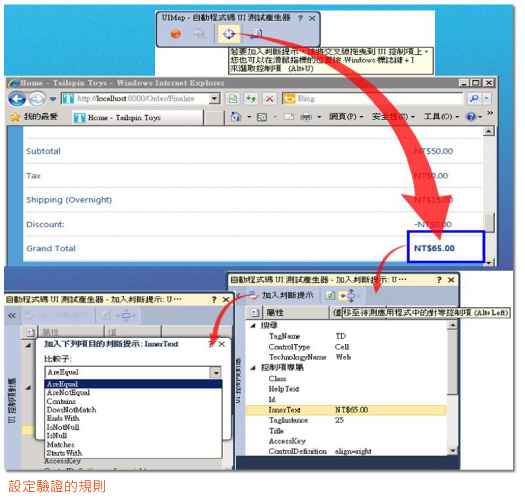 UIMap - 自動程式碼 UI 測試產生器 ? ×
若要加入判斷提示，請將交叉線拖曳到 UI 控制項上。
您也可以在滑鼠指標的位置按 Windows 標誌鍵 + I
來選取控制項 (Alt+U)
Home - Tailspin Toys - Windows Internet Explorer
http://localhost:8000/Order/Finalize
Bing
我的最愛
Home - Tailspin Toys
網頁(P)
安全性(S)
工具(O)
Subtotal NT$50.00
Tax NT$0.00
Shipping (Overnight) NT$15.00
Discount: -NT$0.00
Grand Total NT$65.00
自動程式碼 UI 測試產生器 - 加入判斷提示: U··· ? ×
加入判斷提示
屬性 值 移至待測應用程式中的對等控制項 (Alt+Left)
搜尋
TagName TD
ControlType Cell
TechnologyName Web
控制項專屬
Class
HelpText
Id
InnerText NT$65.00
TagInstance 25
Title
AccessKey
ControlDefinition align=right
UI 控制項對應
自動程式碼 UI 測試產生器 - 加入判斷提示: U··· ? ×
加入判斷提示
屬性 值
加入下列項目的判斷提示: InnerText
比較子:
AreEqual
AreEqual
AreNotEqual
Contains
DoesNotMatch
EndsWith
IsNotNull
IsNull
Matches
StartsWith
AccessKey
ControlDefinition align=right
UI 控制項對應
設定驗證的規則